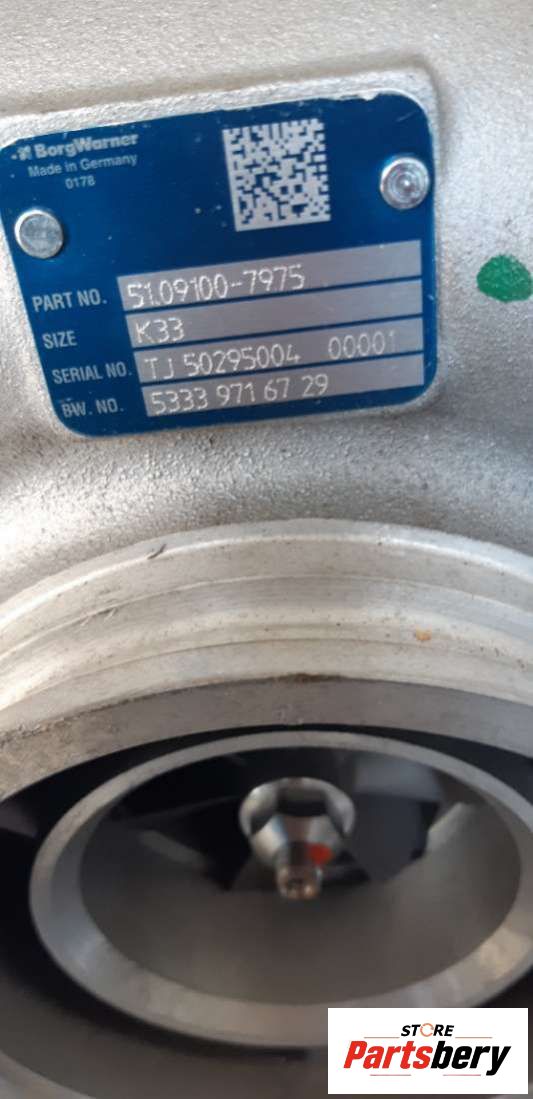 BorgWarner
Made in Germany
0178
PART NO. 51.09100-7975
SIZE K33
SERIAL NO. TJ 50295004 00001
BW. NO. 5333 971 67 29
STORE
Partsbery